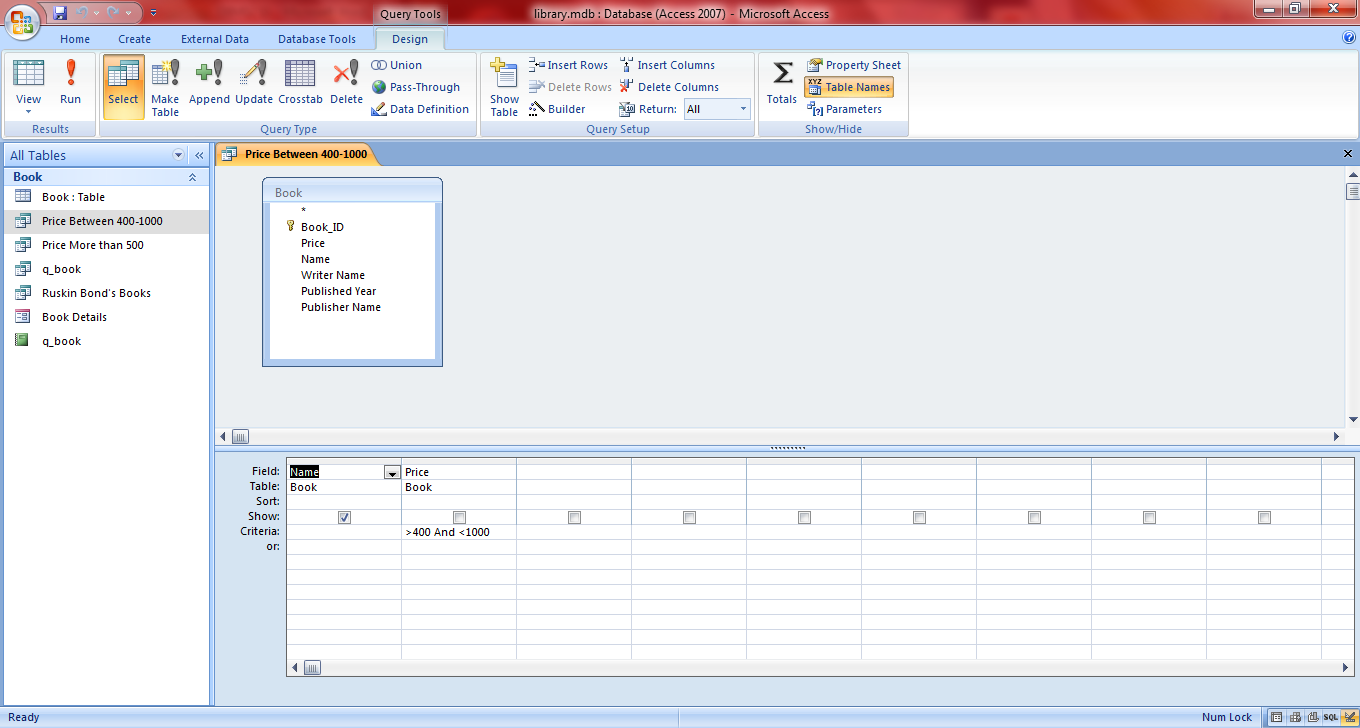 Query Tools library.mdb : Database (Access 2007) - Microsoft Access
Home Create External Data Database Tools Design
View Run Select Make Table Append Update Crosstab Delete Union Pass-Through Data Definition
Show Table Insert Rows Delete Rows Builder Insert Columns Delete Columns Return: All
Σ Totals Property Sheet XYZ Table Names Parameters
Results Query Type Query Setup Show/Hide
All Tables «
Book
Book : Table
Price Between 400-1000
Price More than 500
q_book
Ruskin Bond's Books
Book Details
q_book
Price Between 400-1000
Book
*
Book_ID
Price
Name
Writer Name
Published Year
Publisher Name
Field: Name Price
Table: Book Book
Sort:
Show:
Criteria: >400 And <1000
or:
Ready Num Lock SQL